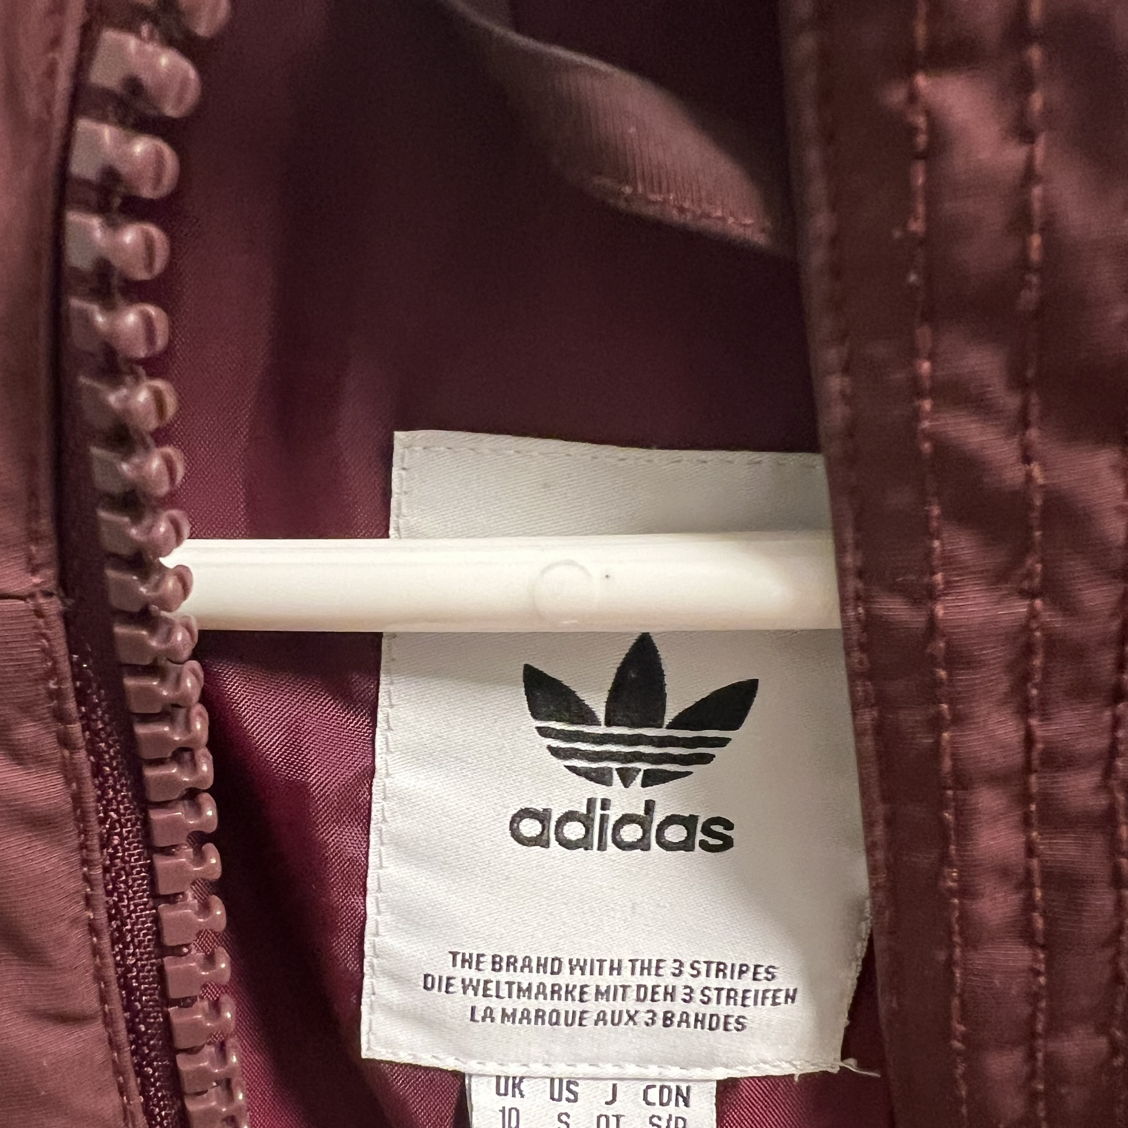 adidas
THE BRAND WITH THE 3 STRIPES
DIE WELTMARKE MIT DEN 3 STREIFEN
LA MARQUE AUX 3 BANDES
UK US J CDN
10 S OT S/P